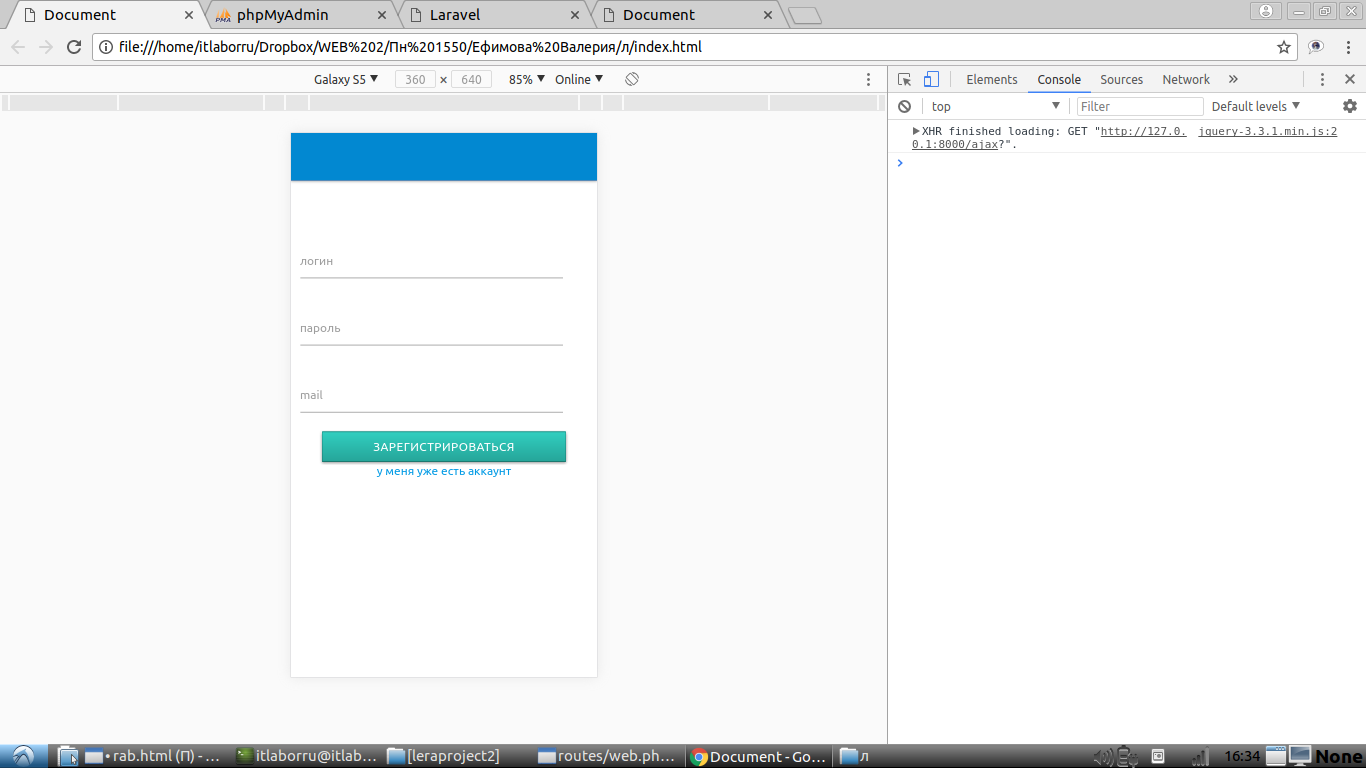 Document
phpMyAdmin
Laravel
Document
file:///home/itlaborru/Dropbox/WEB%202/Пн%201550/Ефимова%20Валерия/л/index.html
Galaxy S5 ▼ 360 × 640 85% ▼ Online ▼
Elements Console Sources Network »
top ▼ Filter Default levels ▼
XHR finished loading: GET "http://127.0. jquery-3.3.1.min.js:2
0.1:8000/ajax?".
логин
пароль
mail
ЗАРЕГИСТРИРОВАТЬСЯ
у меня уже есть аккаунт
• rab.html (П) - ... itlaborru@itlab... [leraproject2] routes/web.ph... Document - Go... л 16:34 None